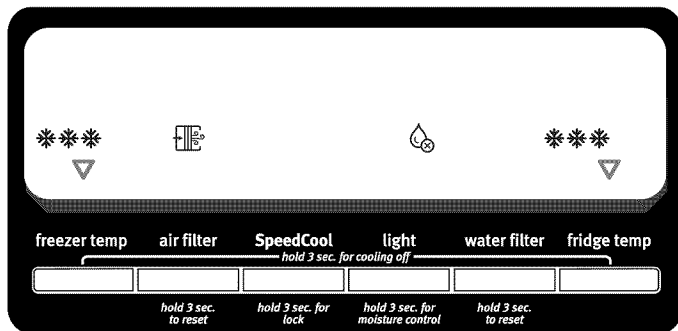 freezer temp air filter SpeedCool light water filter fridge temp
hold 3 sec. for cooling off
hold 3 sec. hold 3 sec. for hold 3 sec. for hold 3 sec.
to reset lock moisture control to reset